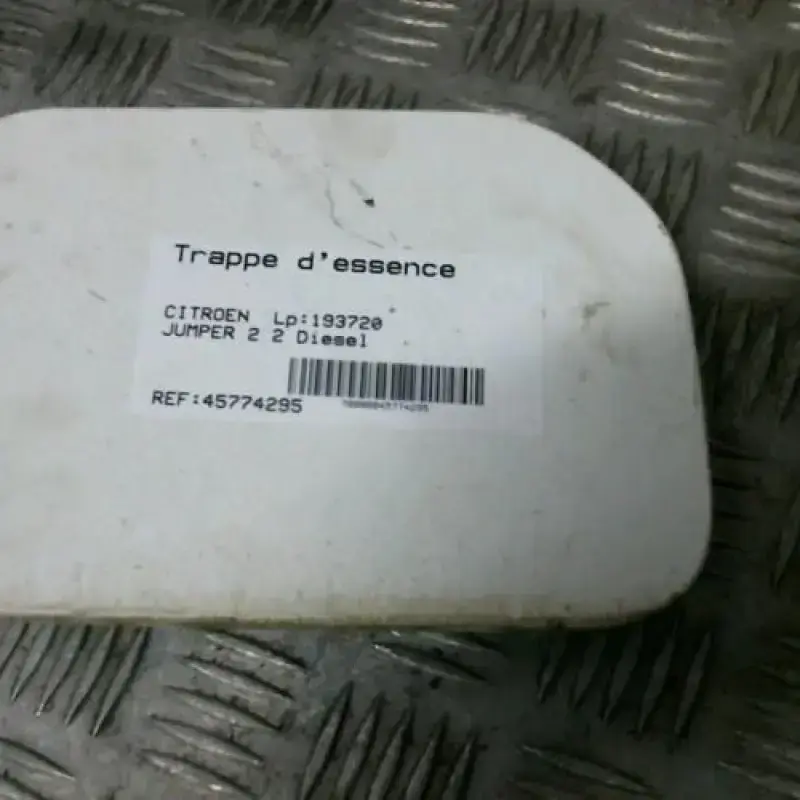 Trappe d'essence
CITROEN Lp:193720
JUMPER 2 2 Diesel
REF:45774295